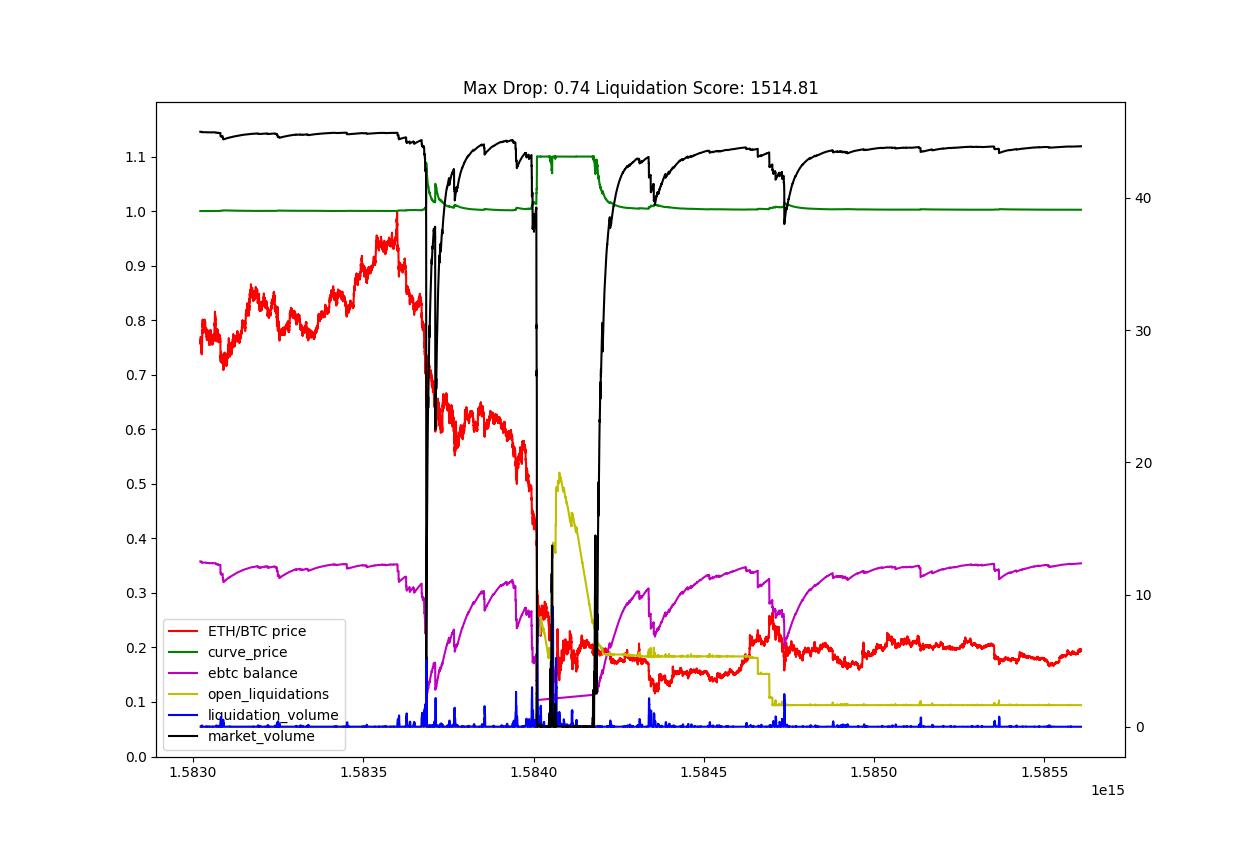 Max Drop: 0.74 Liquidation Score: 1514.81
1.1
1.0
0.9
0.8
0.7
0.6
0.5
0.4
0.3
0.2
0.1
0.0
40
30
20
10
0
ETH/BTC price
curve_price
ebtc balance
open_liquidations
liquidation_volume
market_volume
1.5830 1.5835 1.5840 1.5845 1.5850 1.5855
1e15